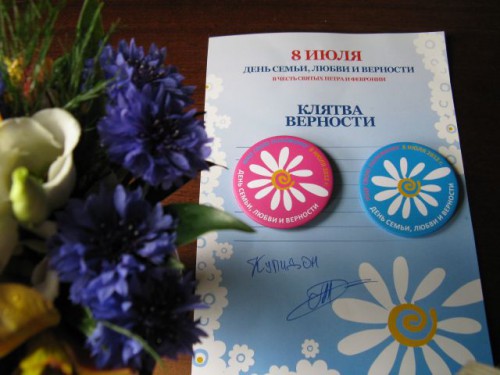 8 ИЮЛЯ
ДЕНЬ СЕМЬИ, ЛЮБВИ И ВЕРНОСТИ
В ЧЕСТЬ СВЯТЫХ ПЕТРА И ФЕВРОНИИ
КЛЯТВА
ВЕРНОСТИ
ДЕНЬ СЕМЬИ, ЛЮБВИ И ВЕРНОСТИ
ДЕНЬ СЕМЬИ, ЛЮБВИ И ВЕРНОСТИ
Купидон